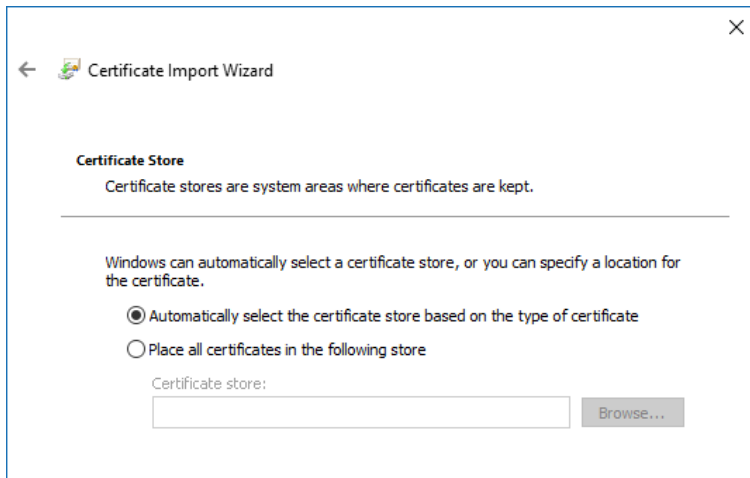 Certificate Import Wizard
Certificate Store
Certificate stores are system areas where certificates are kept.
Windows can automatically select a certificate store, or you can specify a location for
the certificate.
Automatically select the certificate store based on the type of certificate
Place all certificates in the following store
Certificate store:
Browse...